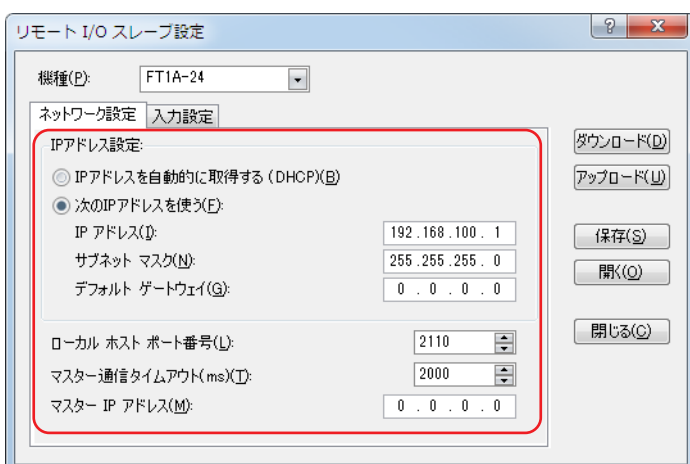 リモート I/O スレーブ設定
機種(P): FT1A-24
ネットワーク設定 入力設定
IPアドレス設定:
IPアドレスを自動的に取得する(DHCP)(B)
次のIPアドレスを使う(F):
IP アドレス(I): 192 . 168 . 100 . 1
サブネット マスク(N): 255 . 255 . 255 . 0
デフォルト ゲートウェイ(G): 0 . 0 . 0 . 0
ローカル ホスト ポート番号(L): 2110
マスター通信タイムアウト(ms)(T): 2000
マスター IP アドレス(M): 0 . 0 . 0 . 0
ダウンロード(D)
アップロード(U)
保存(S)
開く(O)
閉じる(C)